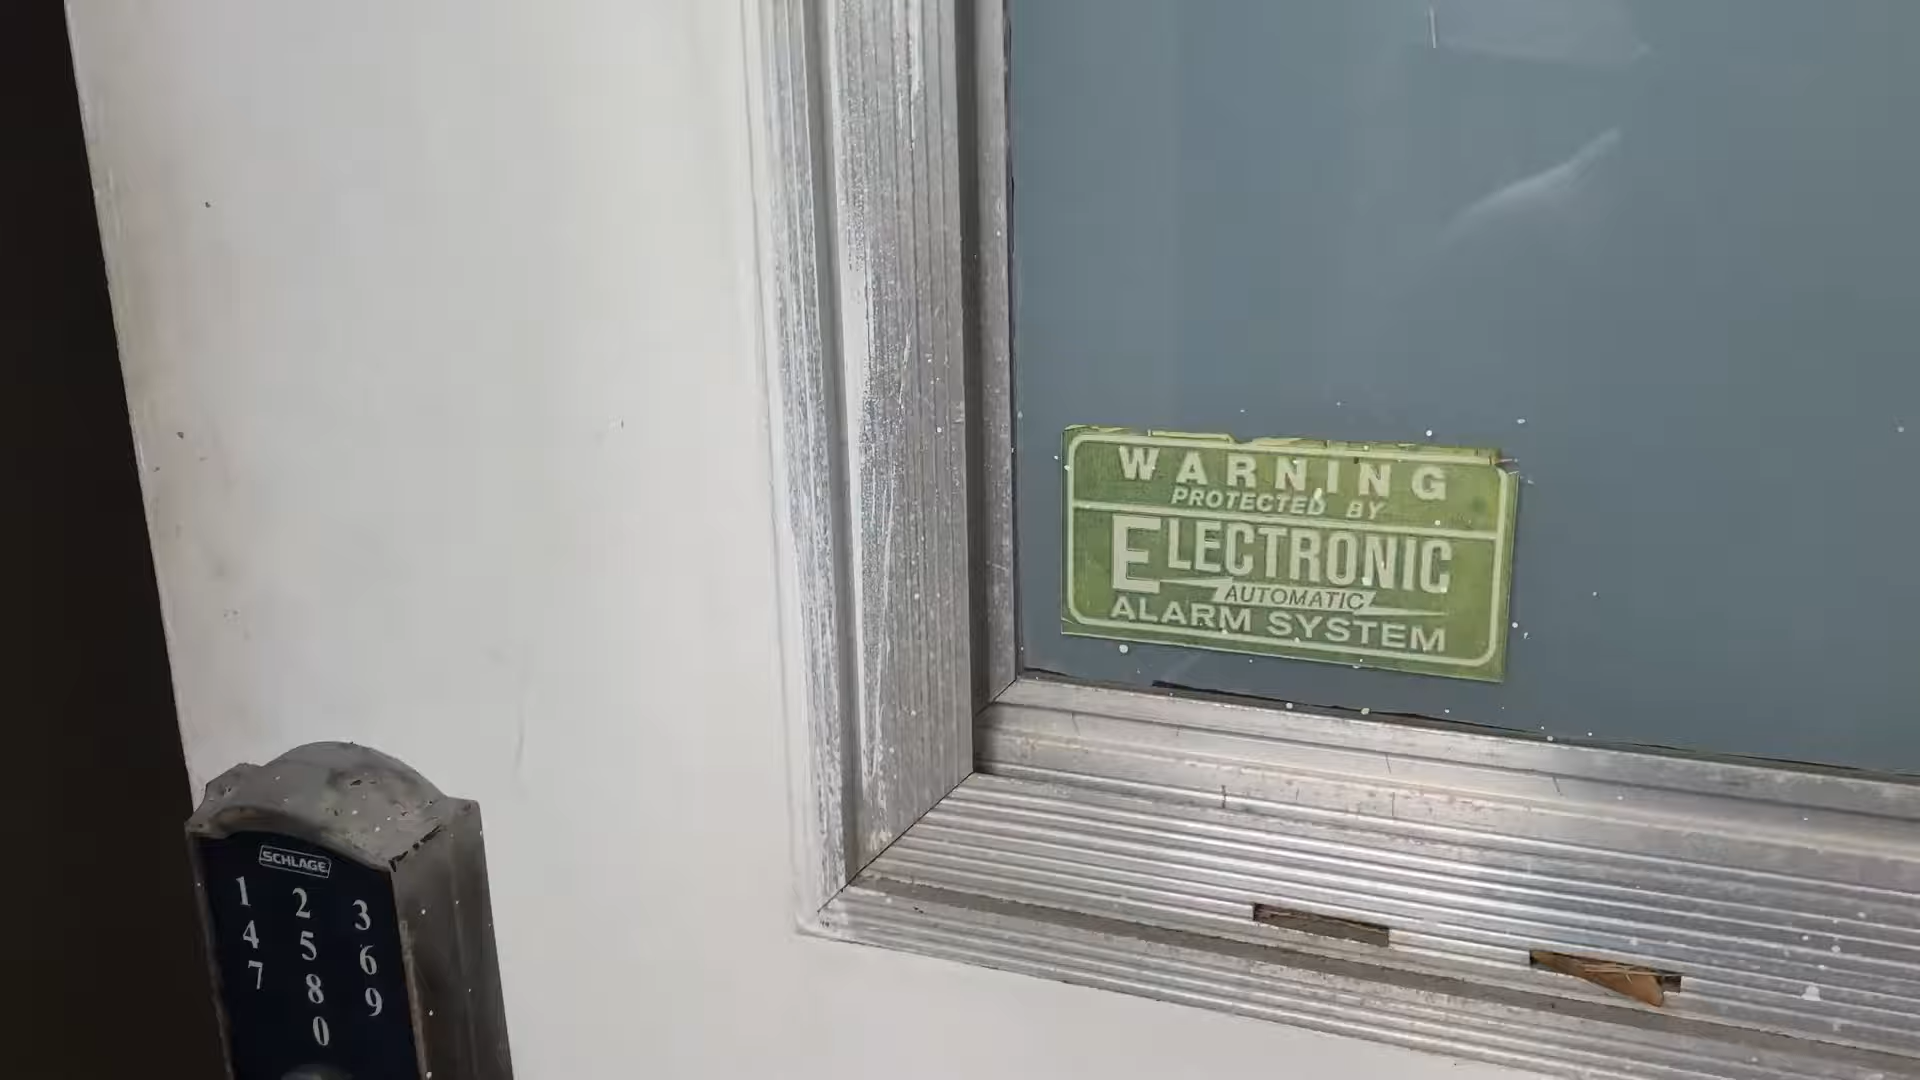 WARNING
PROTECTED BY
ELECTRONIC
AUTOMATIC
ALARM SYSTEM
SCHLAGE
1 2 3
4 5 6
7 8 9
0